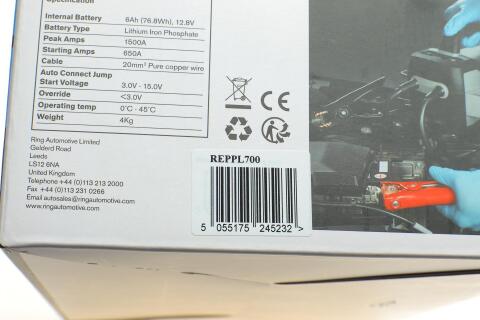 Specification
Internal Battery 6Ah (76.8Wh), 12.8V
Battery Type Lithium Iron Phosphate
Peak Amps 1500A
Starting Amps 650A
Cable 20mm² Pure copper wire
Auto Connect Jump
Start Voltage 3.0V - 15.0V
Override <3.0V
Operating temp 0°C - 45°C
Weight 4Kg
Ring Automotive Limited
Gelderd Road
Leeds
LS12 6NA
United Kingdom
Telephone +44 (0)113 213 2000
Fax +44 (0)113 231 0266
Email autosales@ringautomotive.com
www.ringautomotive.com
REPPL700
5 055175 245232 >